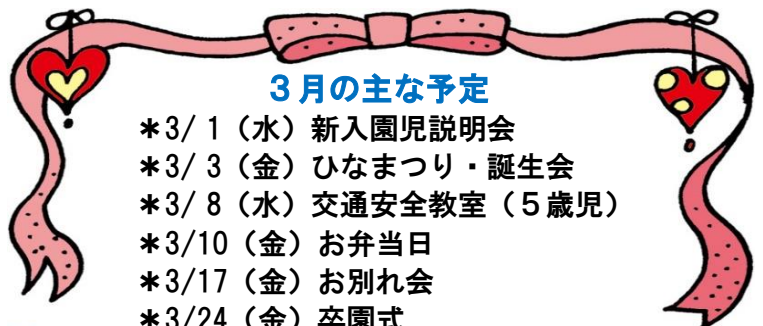 ３月の主な予定
＊3/ 1（水）新入園児説明会
＊3/ 3（金）ひなまつり・誕生会
＊3/ 8（水）交通安全教室（５歳児）
＊3/10（金）お弁当日
＊3/17（金）お別れ会
＊3/24（金）卒園式